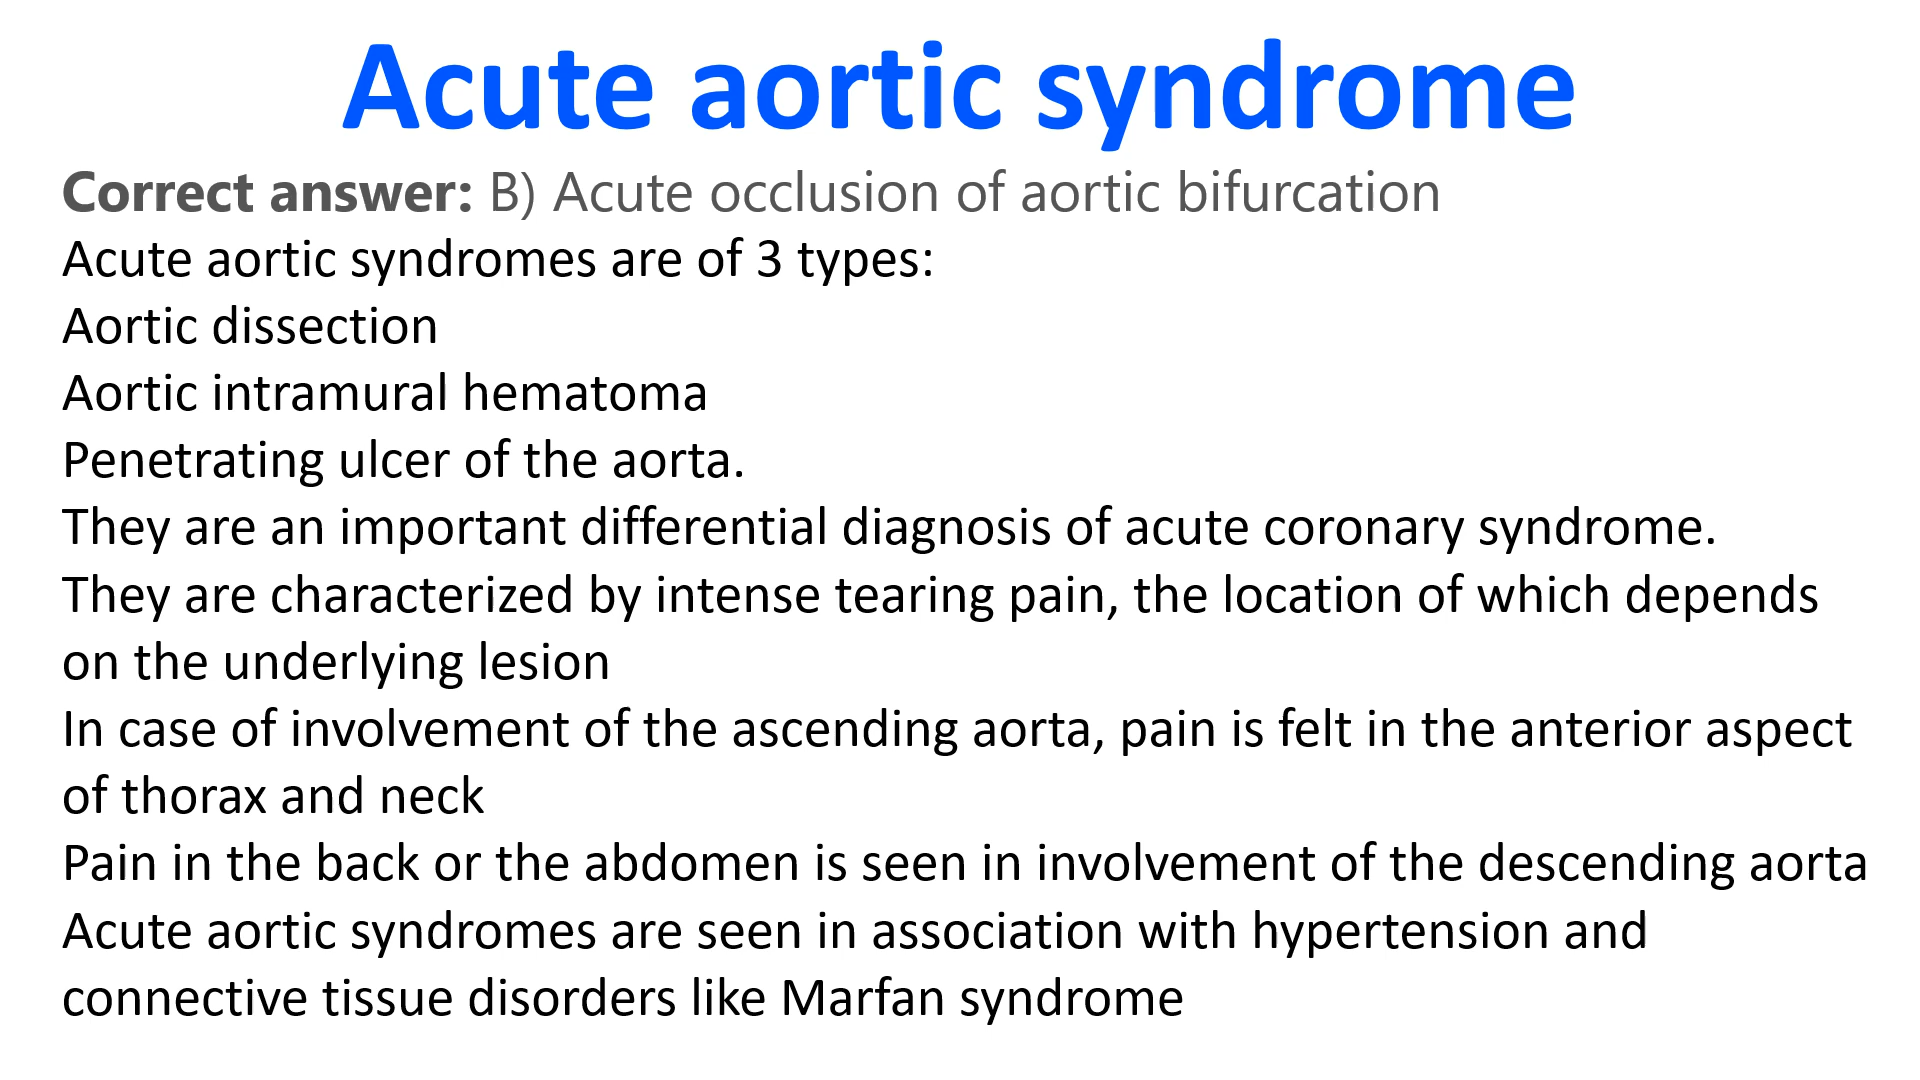 Acute aortic syndrome
Correct answer: B) Acute occlusion of aortic bifurcation
Acute aortic syndromes are of 3 types:
Aortic dissection
Aortic intramural hematoma
Penetrating ulcer of the aorta.
They are an important differential diagnosis of acute coronary syndrome.
They are characterized by intense tearing pain, the location of which depends
on the underlying lesion
In case of involvement of the ascending aorta, pain is felt in the anterior aspect
of thorax and neck
Pain in the back or the abdomen is seen in involvement of the descending aorta
Acute aortic syndromes are seen in association with hypertension and
connective tissue disorders like Marfan syndrome